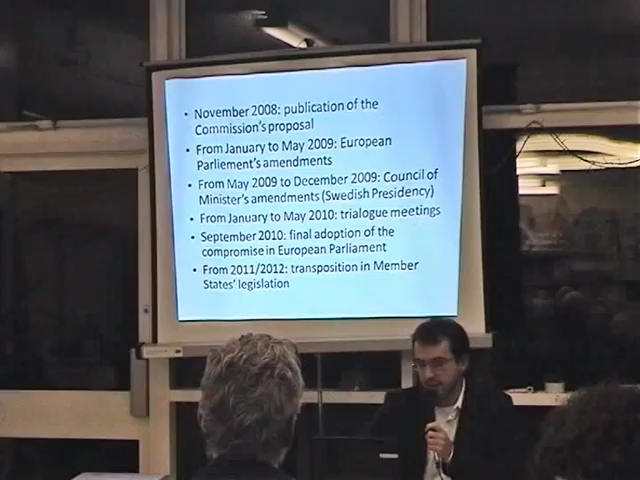 • November 2008: publication of the
Commission's proposal
• From January to May 2009: European
Parliement's amendments
• From May 2009 to December 2009: Council of
Minister's amendments (Swedish Presidency)
• From January to May 2010: trialogue meetings
• September 2010: final adoption of the
compromise in European Parliament
• From 2011/2012: transposition in Member
States' legislation